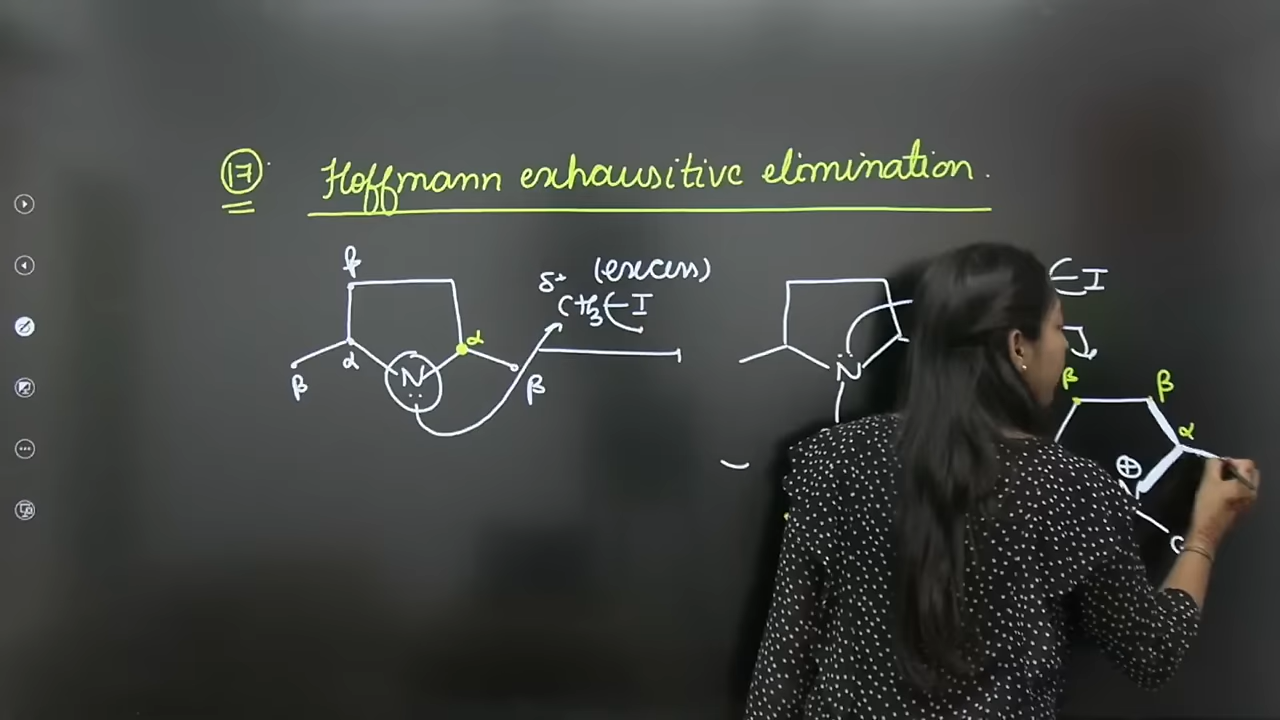 17 Hoffmann exhausitive elimination.
β
δ+ (excess)
CH3 I
α
α
β
N
β
I
N
β β
α
⊕
C